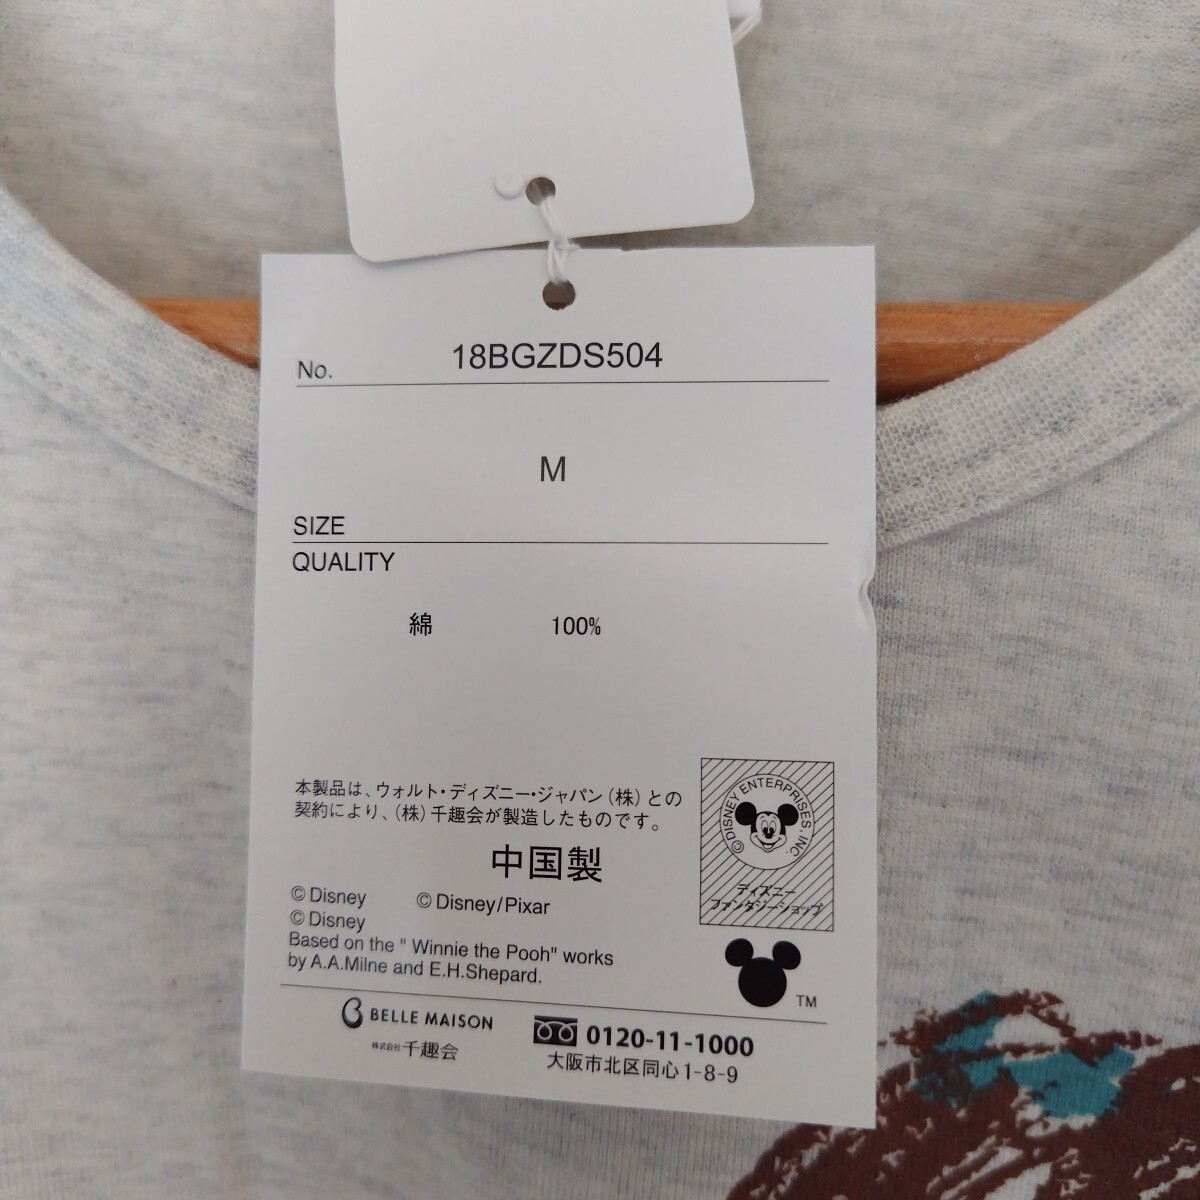 No. 18BGZDS504
M
SIZE
QUALITY
綿 100%
本製品は、ウォルト・ディズニー・ジャパン(株)との
契約により、(株)千趣会が製造したものです。
中国製
©Disney ©Disney/Pixar
©Disney
Based on the " Winnie the Pooh" works
by A.A.Milne and E.H.Shepard.
©DISNEY ENTERPRISES, INC.
ディズニー
ファンタジーショップ
TM
BELLE MAISON
株式会社千趣会
0120-11-1000
大阪市北区同心1-8-9